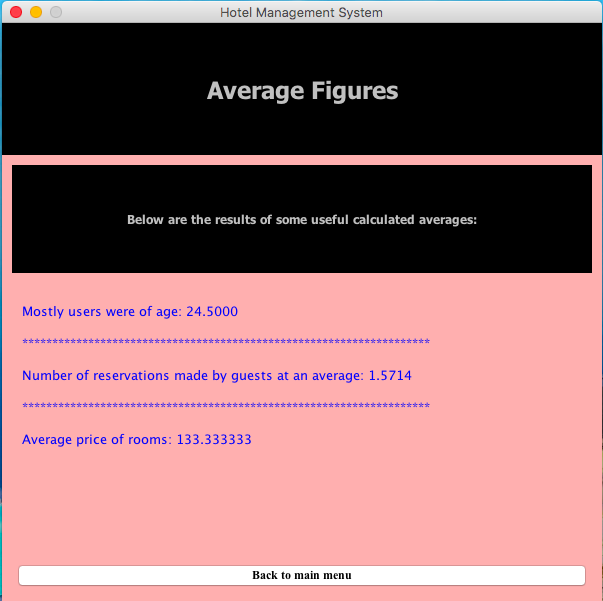 Hotel Management System
Average Figures
Below are the results of some useful calculated averages:
Mostly users were of age: 24.5000
********************************************************************
Number of reservations made by guests at an average: 1.5714
********************************************************************
Average price of rooms: 133.333333
Back to main menu